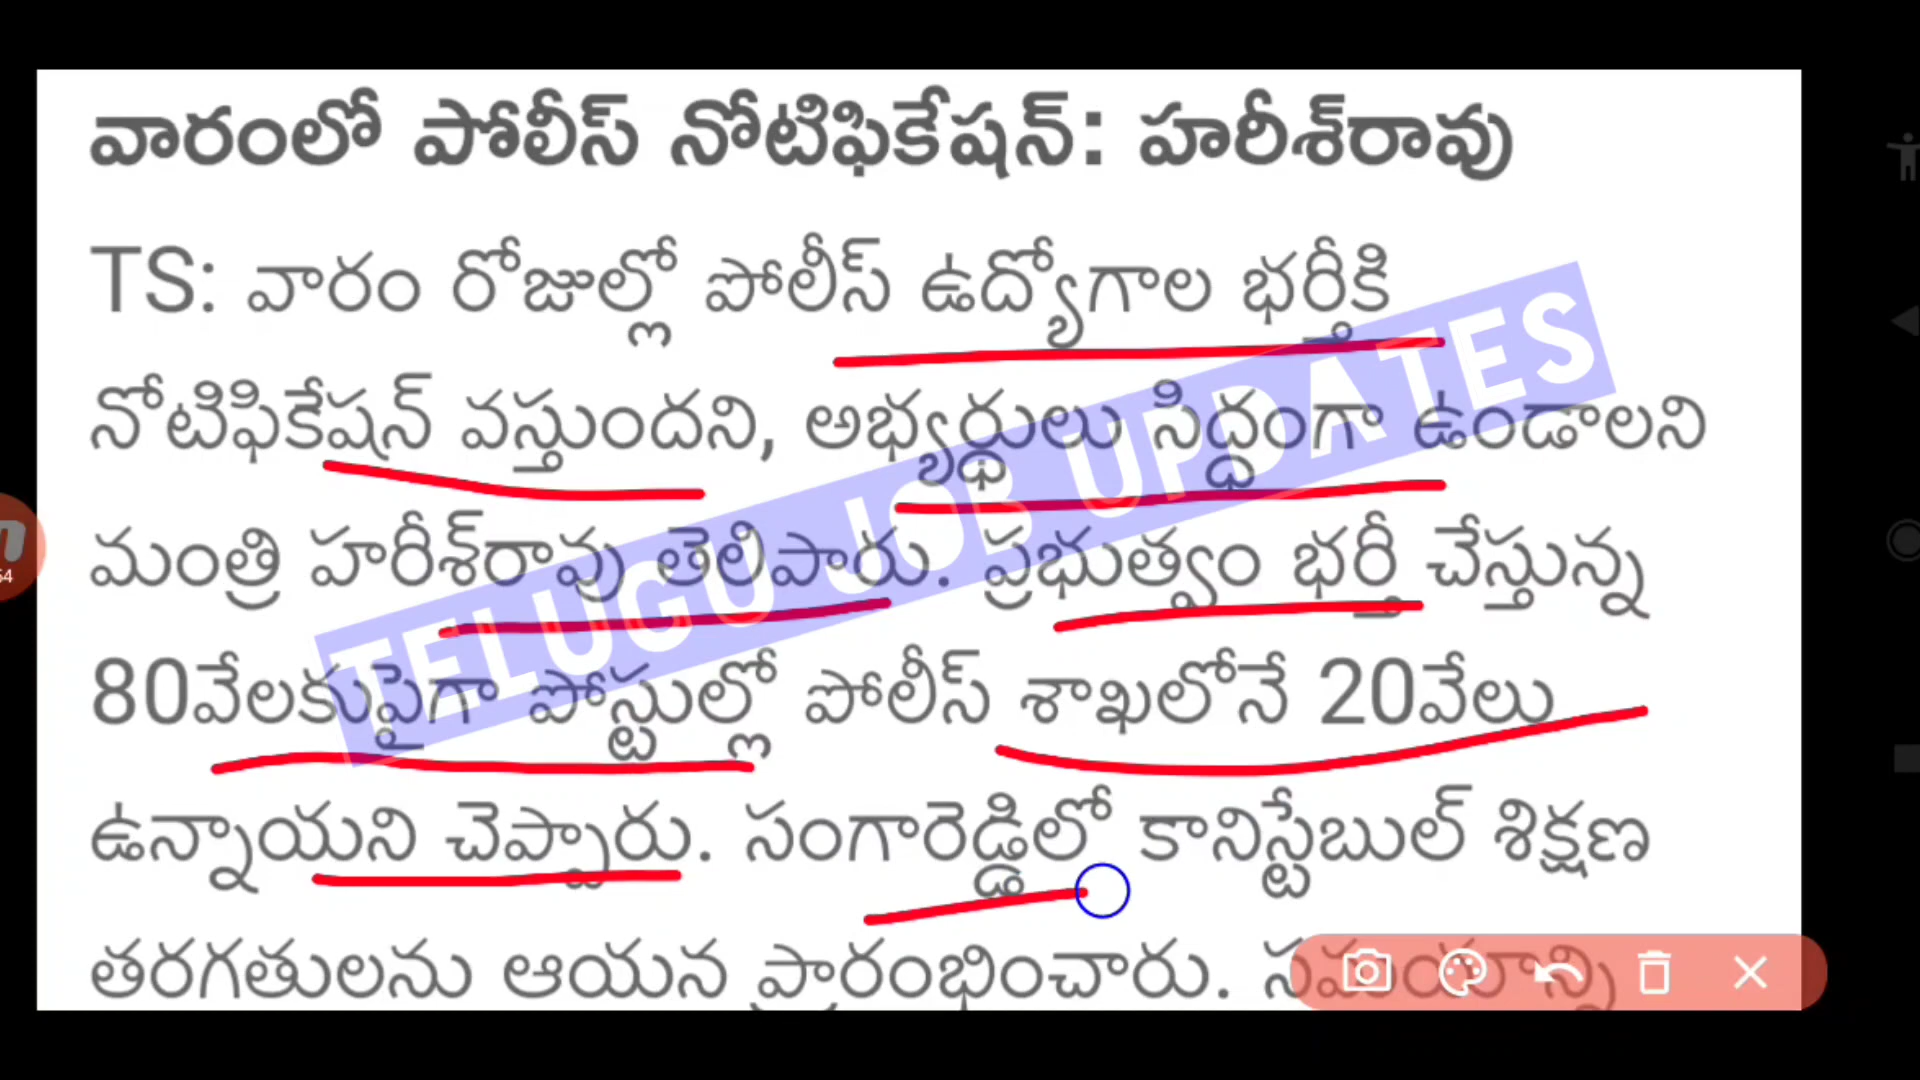 వారంలో పోలీస్ నోటిఫికేషన్: హరీశ్‌రావు
TS: వారం రోజుల్లో పోలీస్ ఉద్యోగాల భర్తీకి
నోటిఫికేషన్ వస్తుందని, అభ్యర్థులు సిద్ధంగా ఉండాలని
మంత్రి హరీశ్‌రావు తెలిపారు. ప్రభుత్వం భర్తీ చేస్తున్న
80వేలకుపైగా పోస్టుల్లో పోలీస్ శాఖలోనే 20వేలు
ఉన్నాయని చెప్పారు. సంగారెడ్డిలో కానిస్టేబుల్ శిక్షణ
తరగతులను ఆయన ప్రారంభించారు. సమయాన్ని
TELUGU JOB UPDATES